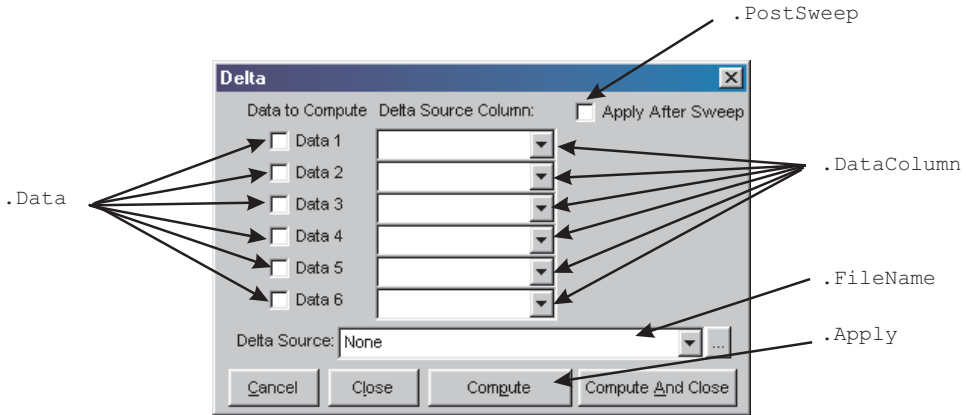 .PostSweep
Delta
Data to Compute Delta Source Column: Apply After Sweep
Data 1
Data 2
Data 3
Data 4
Data 5
Data 6
.Data
.DataColumn
.FileName
Delta Source: None ...
.Apply
Cancel Close Compute Compute And Close